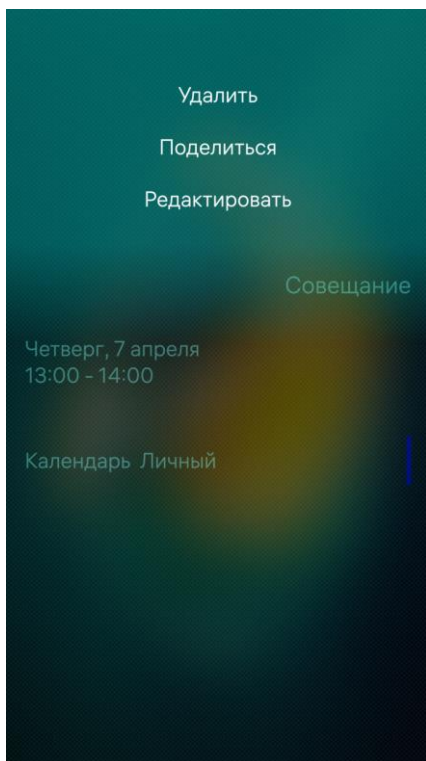 Удалить
Поделиться
Редактировать
Совещание
Четверг, 7 апреля
13:00 - 14:00
Календарь Личный